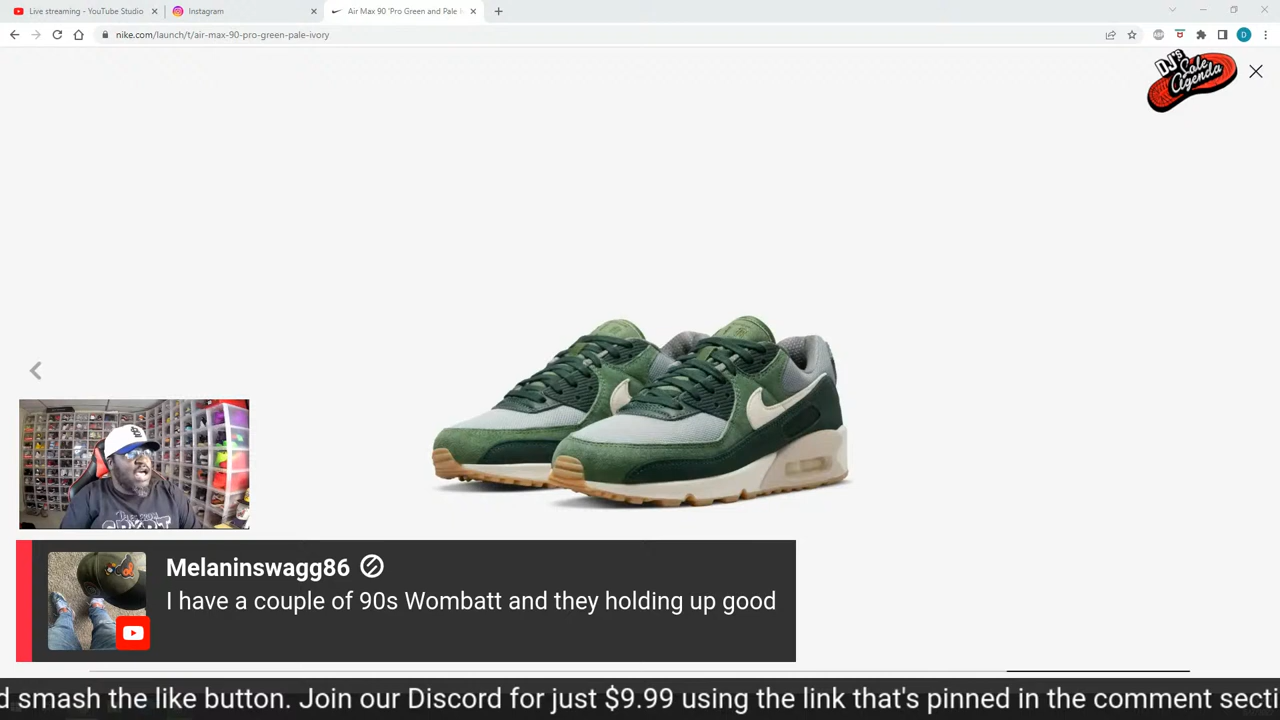 Live streaming - YouTube Studio
Instagram
Air Max 90 'Pro Green and Pale
nike.com/launch/t/air-max-90-pro-green-pale-ivory
D
DJ's
Sole
Agenda
Melaninswagg86
I have a couple of 90s Wombatt and they holding up good
d smash the like button. Join our Discord for just $9.99 using the link that's pinned in the comment secti